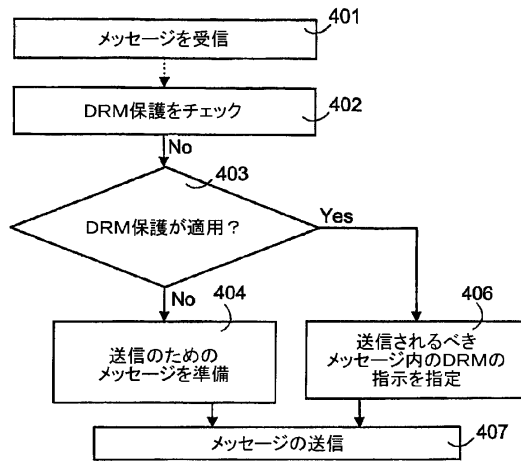 401
メッセージを受信
DRM保護をチェック
402
No
403
DRM保護が適用?
Yes
No
404
406
送信のための
メッセージを準備
送信されるべき
メッセージ内のDRMの
指示を指定
メッセージの送信
407